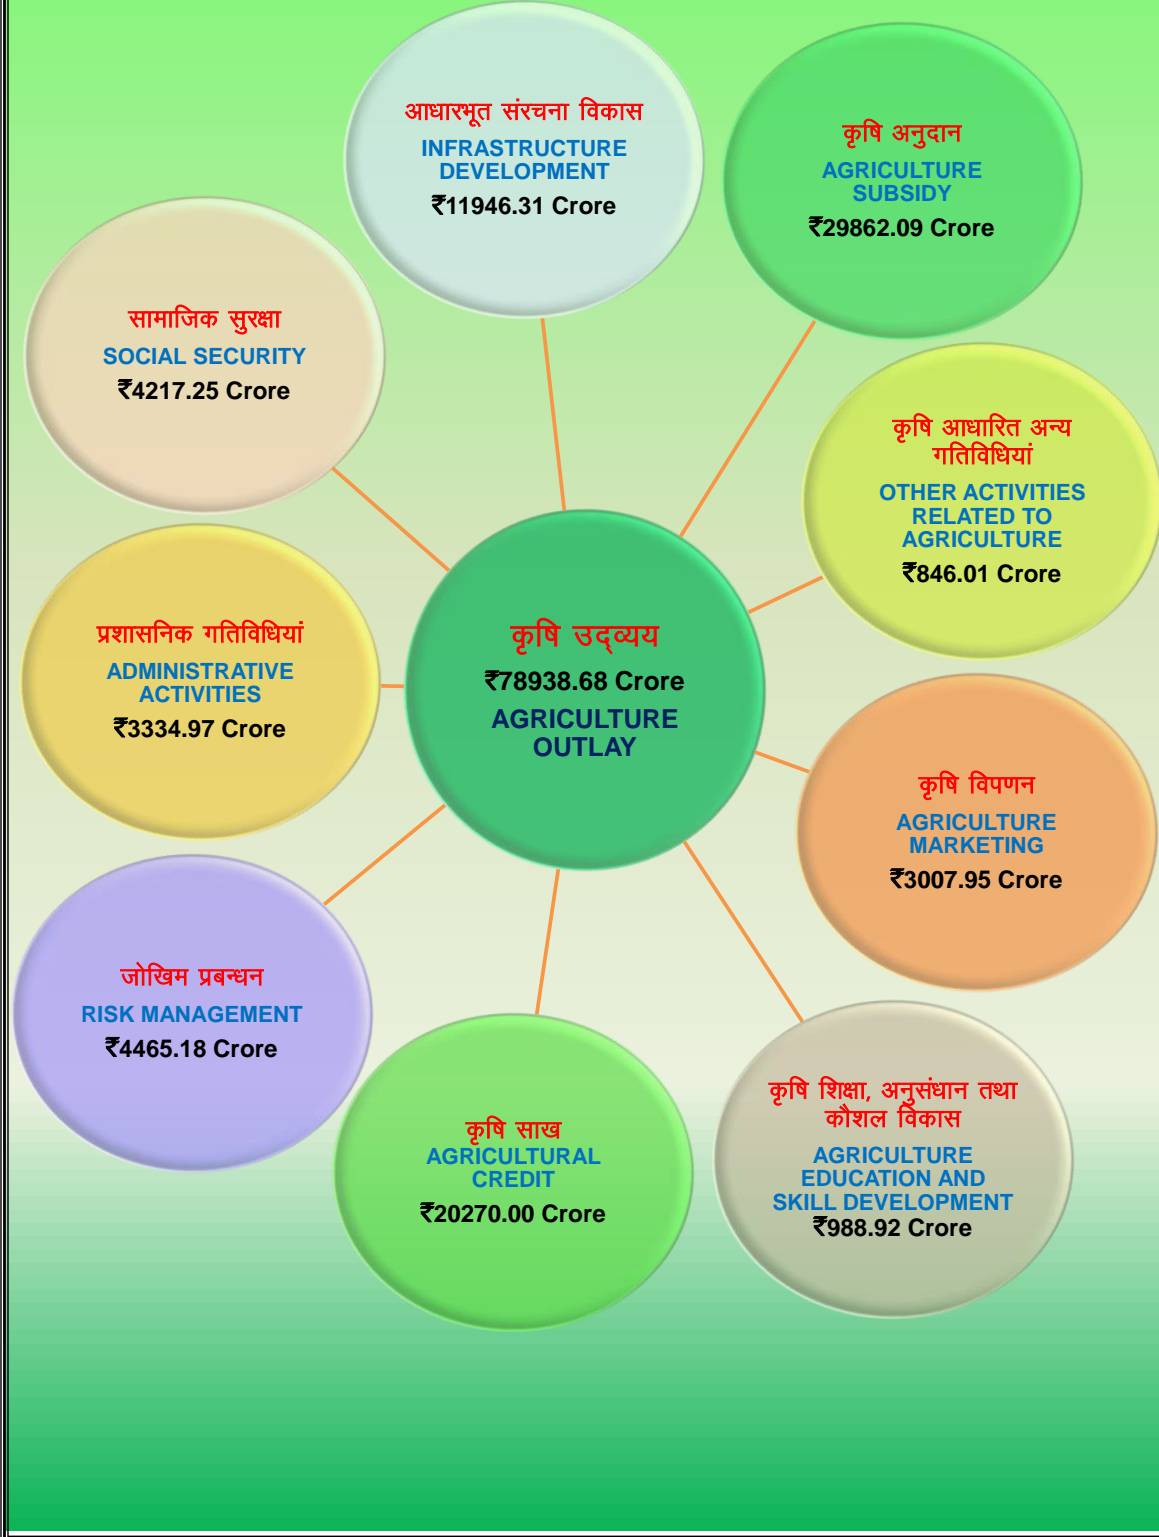 आधारभूत संरचना विकास
INFRASTRUCTURE
DEVELOPMENT
₹11946.31 Crore
कृषि अनुदान
AGRICULTURE
SUBSIDY
₹29862.09 Crore
सामाजिक सुरक्षा
SOCIAL SECURITY
₹4217.25 Crore
कृषि आधारित अन्य
गतिविधियां
OTHER ACTIVITIES
RELATED TO
AGRICULTURE
₹846.01 Crore
प्रशासनिक गतिविधियां
ADMINISTRATIVE
ACTIVITIES
₹3334.97 Crore
कृषि उद्व्यय
₹78938.68 Crore
AGRICULTURE
OUTLAY
कृषि विपणन
AGRICULTURE
MARKETING
₹3007.95 Crore
जोखिम प्रबन्धन
RISK MANAGEMENT
₹4465.18 Crore
कृषि साख
AGRICULTURAL
CREDIT
₹20270.00 Crore
कृषि शिक्षा, अनुसंधान तथा
कौशल विकास
AGRICULTURE
EDUCATION AND
SKILL DEVELOPMENT
₹988.92 Crore